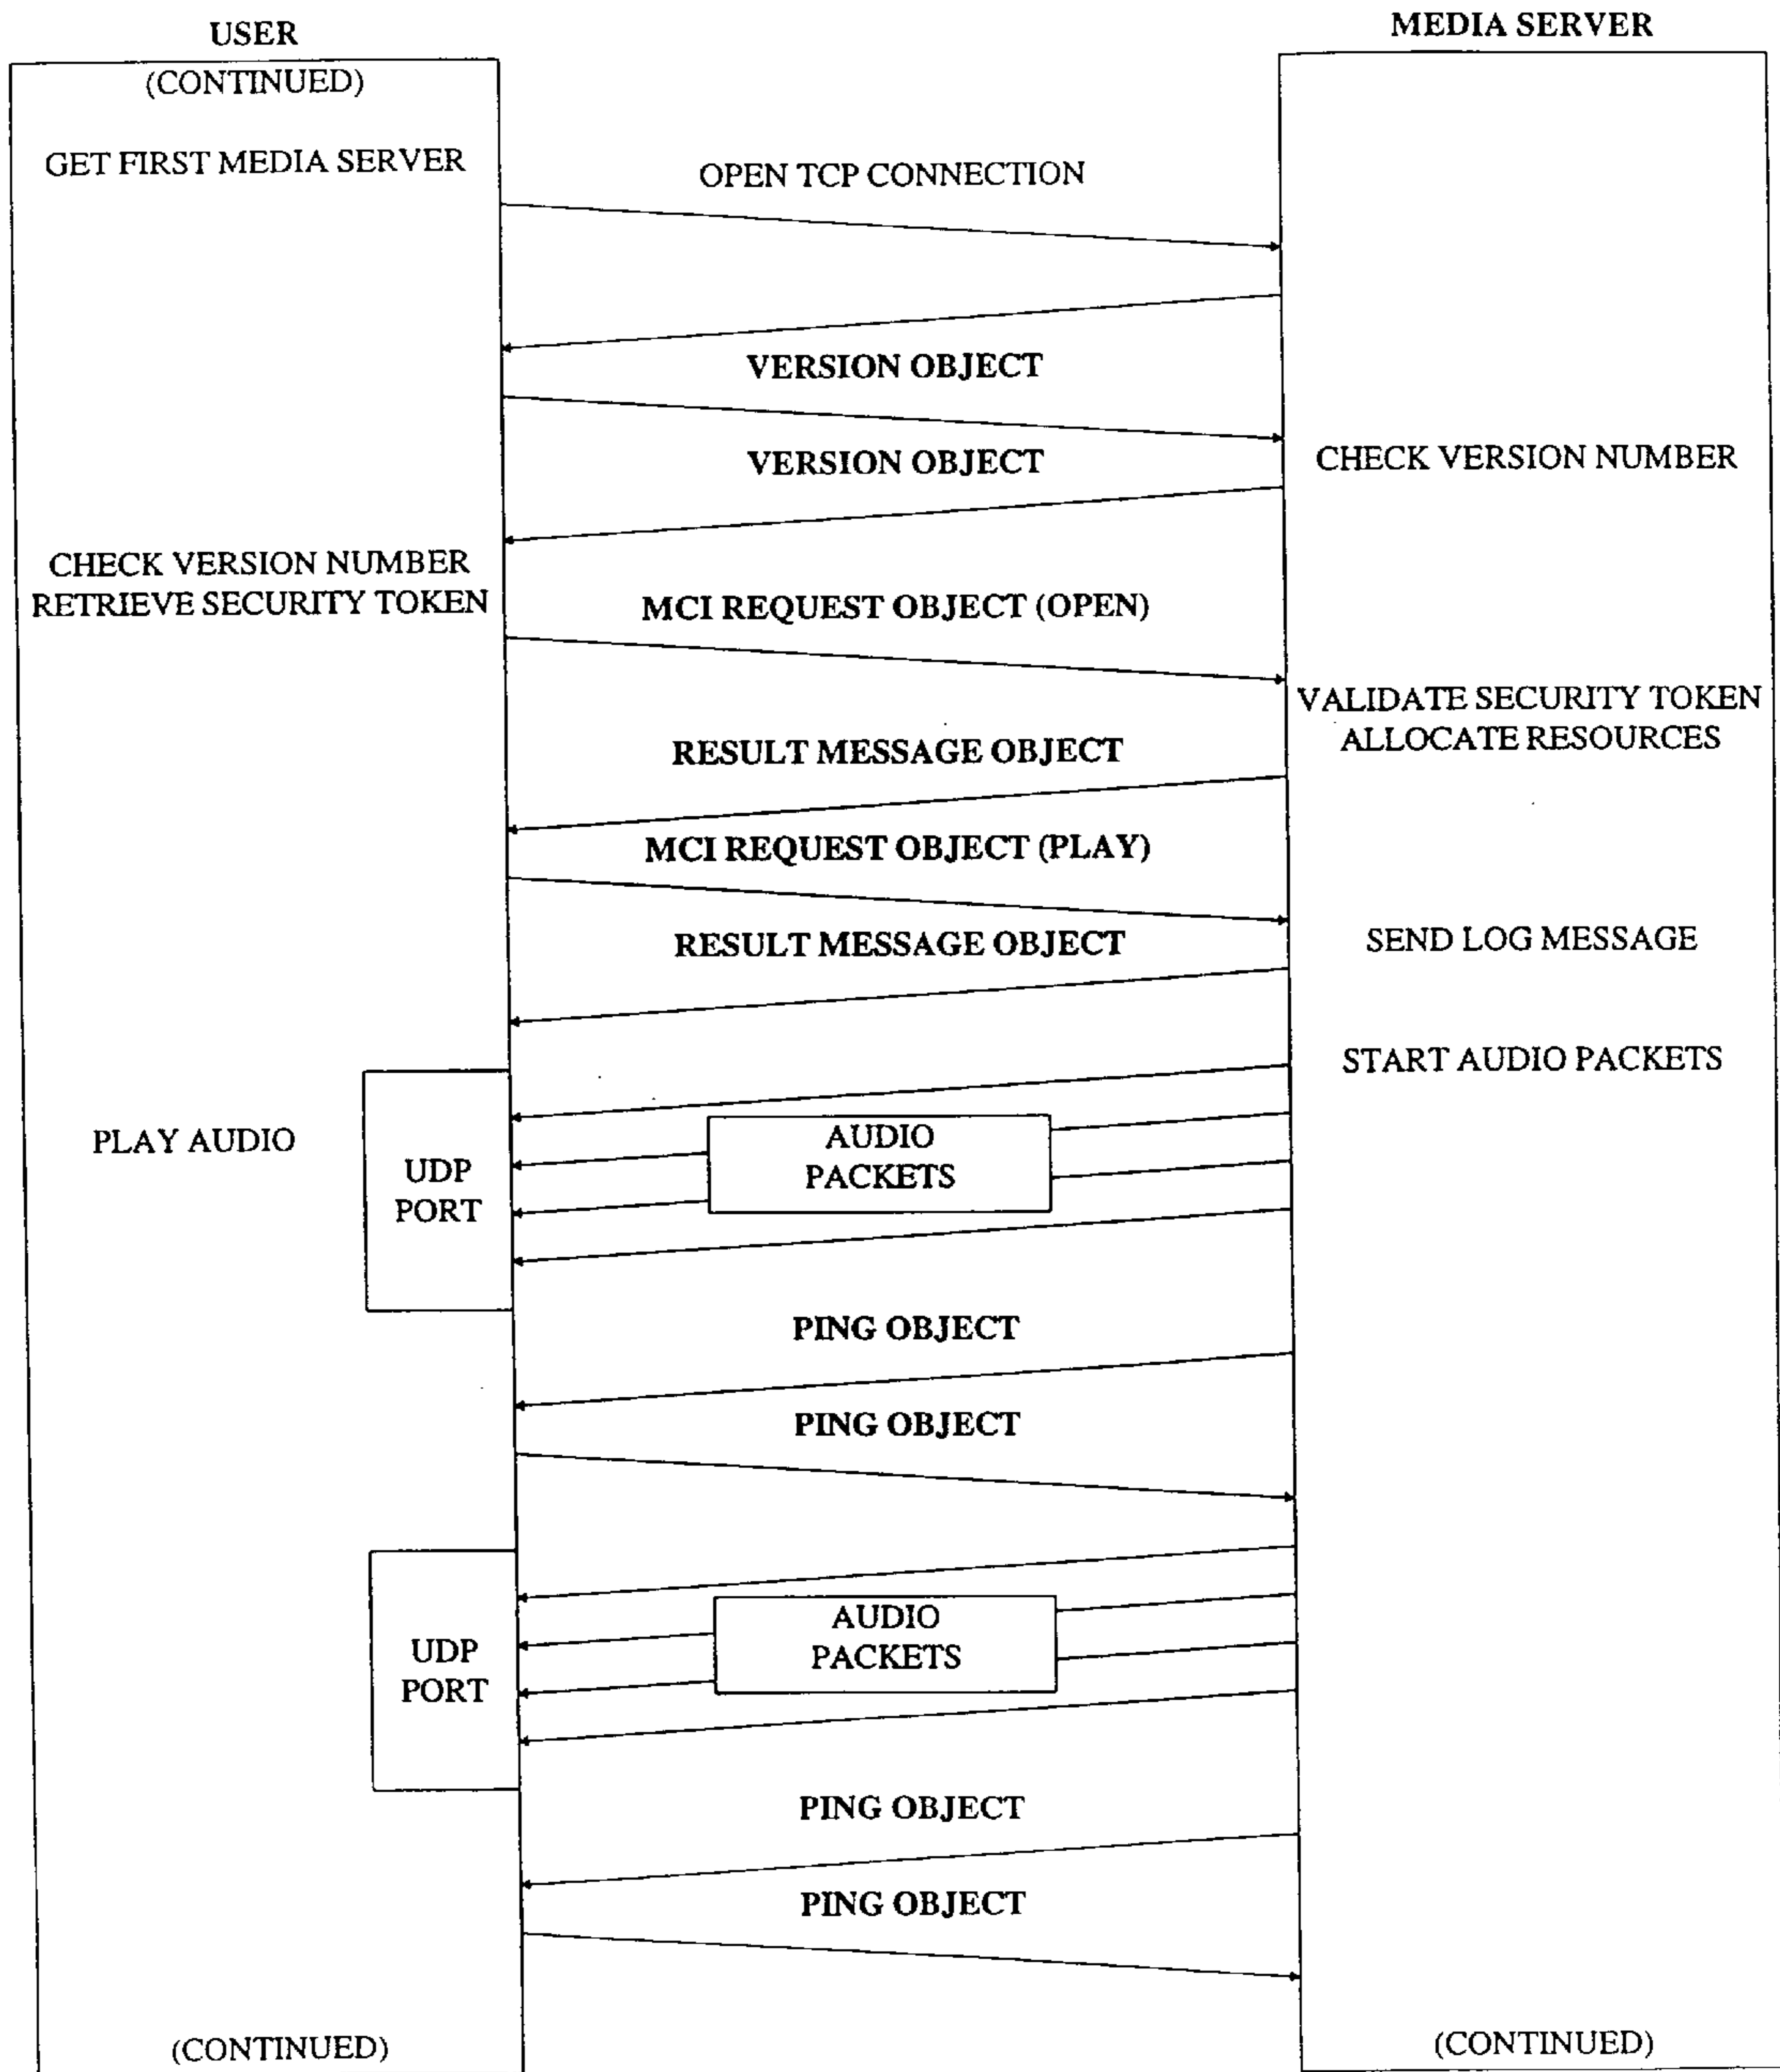 USER
MEDIA SERVER
(CONTINUED)
GET FIRST MEDIA SERVER
OPEN TCP CONNECTION
VERSION OBJECT
VERSION OBJECT
CHECK VERSION NUMBER
CHECK VERSION NUMBER
RETRIEVE SECURITY TOKEN
MCI REQUEST OBJECT (OPEN)
VALIDATE SECURITY TOKEN
ALLOCATE RESOURCES
RESULT MESSAGE OBJECT
MCI REQUEST OBJECT (PLAY)
RESULT MESSAGE OBJECT
SEND LOG MESSAGE
START AUDIO PACKETS
PLAY AUDIO
UDP
PORT
AUDIO
PACKETS
PING OBJECT
PING OBJECT
UDP
PORT
AUDIO
PACKETS
PING OBJECT
PING OBJECT
(CONTINUED)
(CONTINUED)